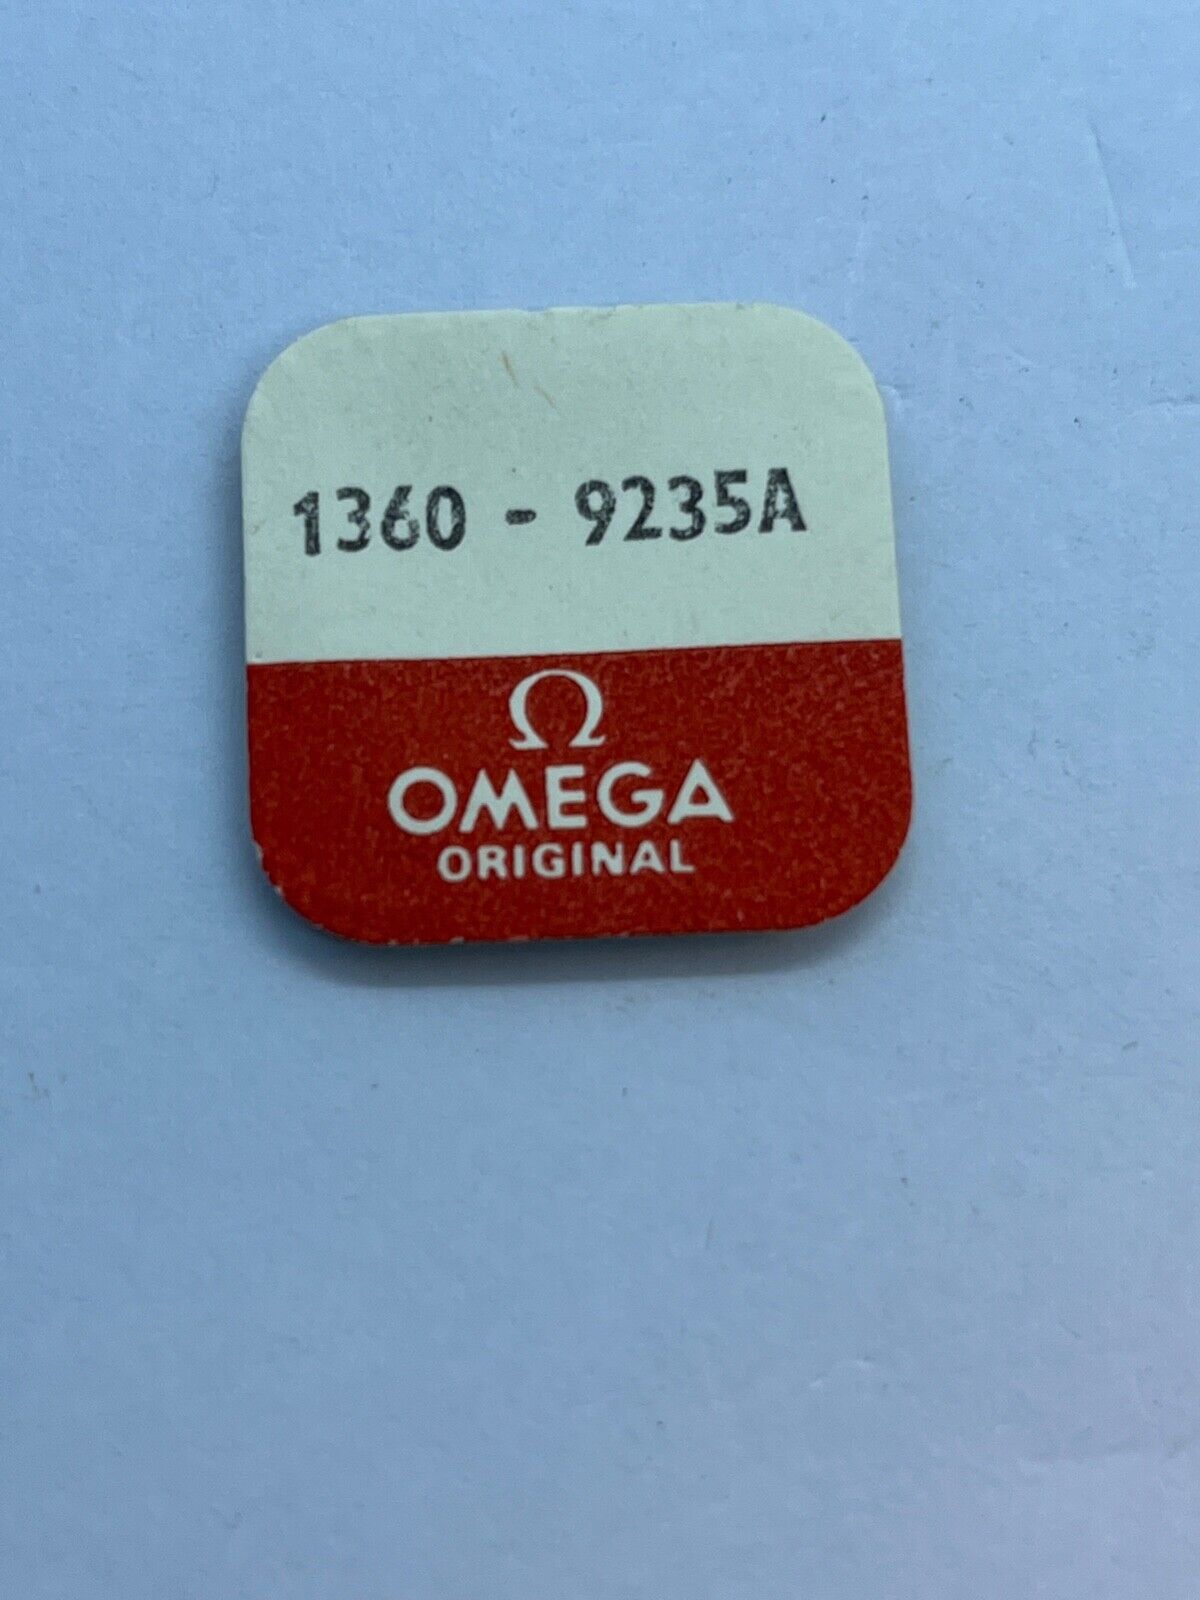 1360 - 9235A
Ω
OMEGA
ORIGINAL